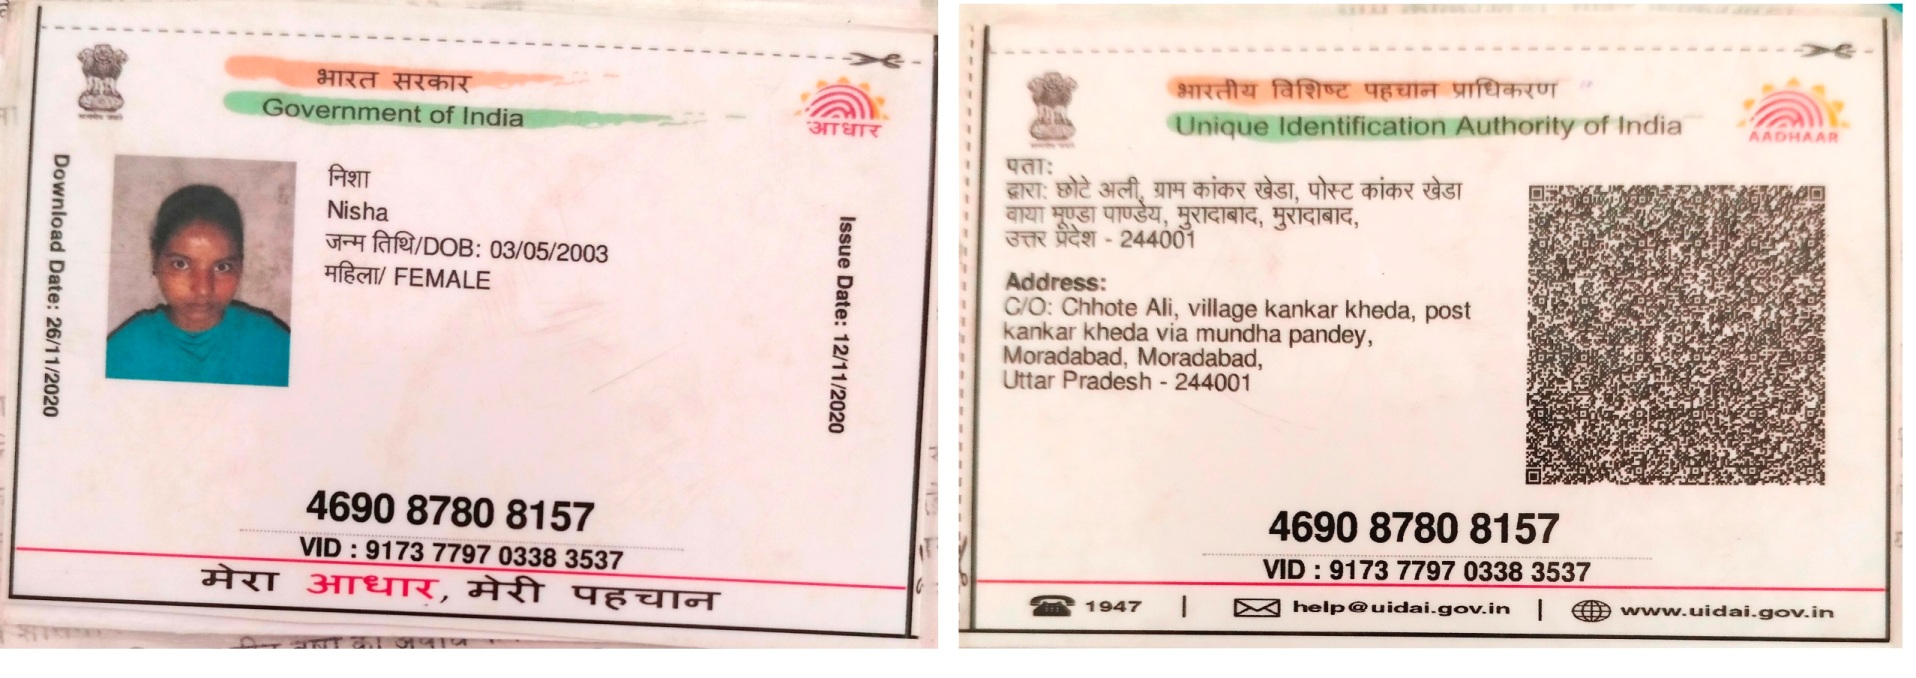 भारत सरकार
Government of India
आधार
Download Date: 26/11/2020
निशा
Nisha
जन्म तिथि/DOB: 03/05/2003
महिला/ FEMALE
Issue Date: 12/11/2020
4690 8780 8157
VID : 9173 7797 0338 3537
मेरा आधार, मेरी पहचान
भारतीय विशिष्ट पहचान प्राधिकरण
Unique Identification Authority of India
AADHAAR
पता:
द्वारा: छोटे अली, ग्राम कांकर खेडा, पोस्ट कांकर खेडा
वाया मूण्डा पाण्डेय, मुरादाबाद, मुरादाबाद,
उत्तर प्रदेश - 244001
Address:
C/O: Chhote Ali, village kankar kheda, post
kankar kheda via mundha pandey,
Moradabad, Moradabad,
Uttar Pradesh - 244001
4690 8780 8157
VID : 9173 7797 0338 3537
1947 | help@uidai.gov.in | www.uidai.gov.in